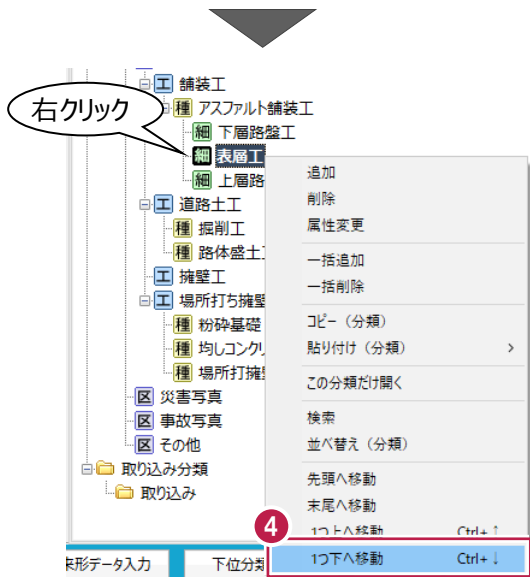 工 舗装工
右クリック
種 アスファルト舗装工
細 下層路盤工
細 表層工
細 上層路
工 道路土工
種 掘削工
種 路体盛土
工 擁壁工
工 場所打ち擁壁
種 粉砕基礎
種 均しコンク
種 場所打擁
区 災害写真
区 事故写真
区 その他
取り込み分類
取り込み
追加
削除
属性変更
一括追加
一括削除
コピー（分類）
貼り付け（分類） >
この分類だけ開く
検索
並べ替え（分類）
先頭へ移動
末尾へ移動
1つ上へ移動 Ctrl+↑
4
1つ下へ移動 Ctrl+↓
来形データ入力
下位分類